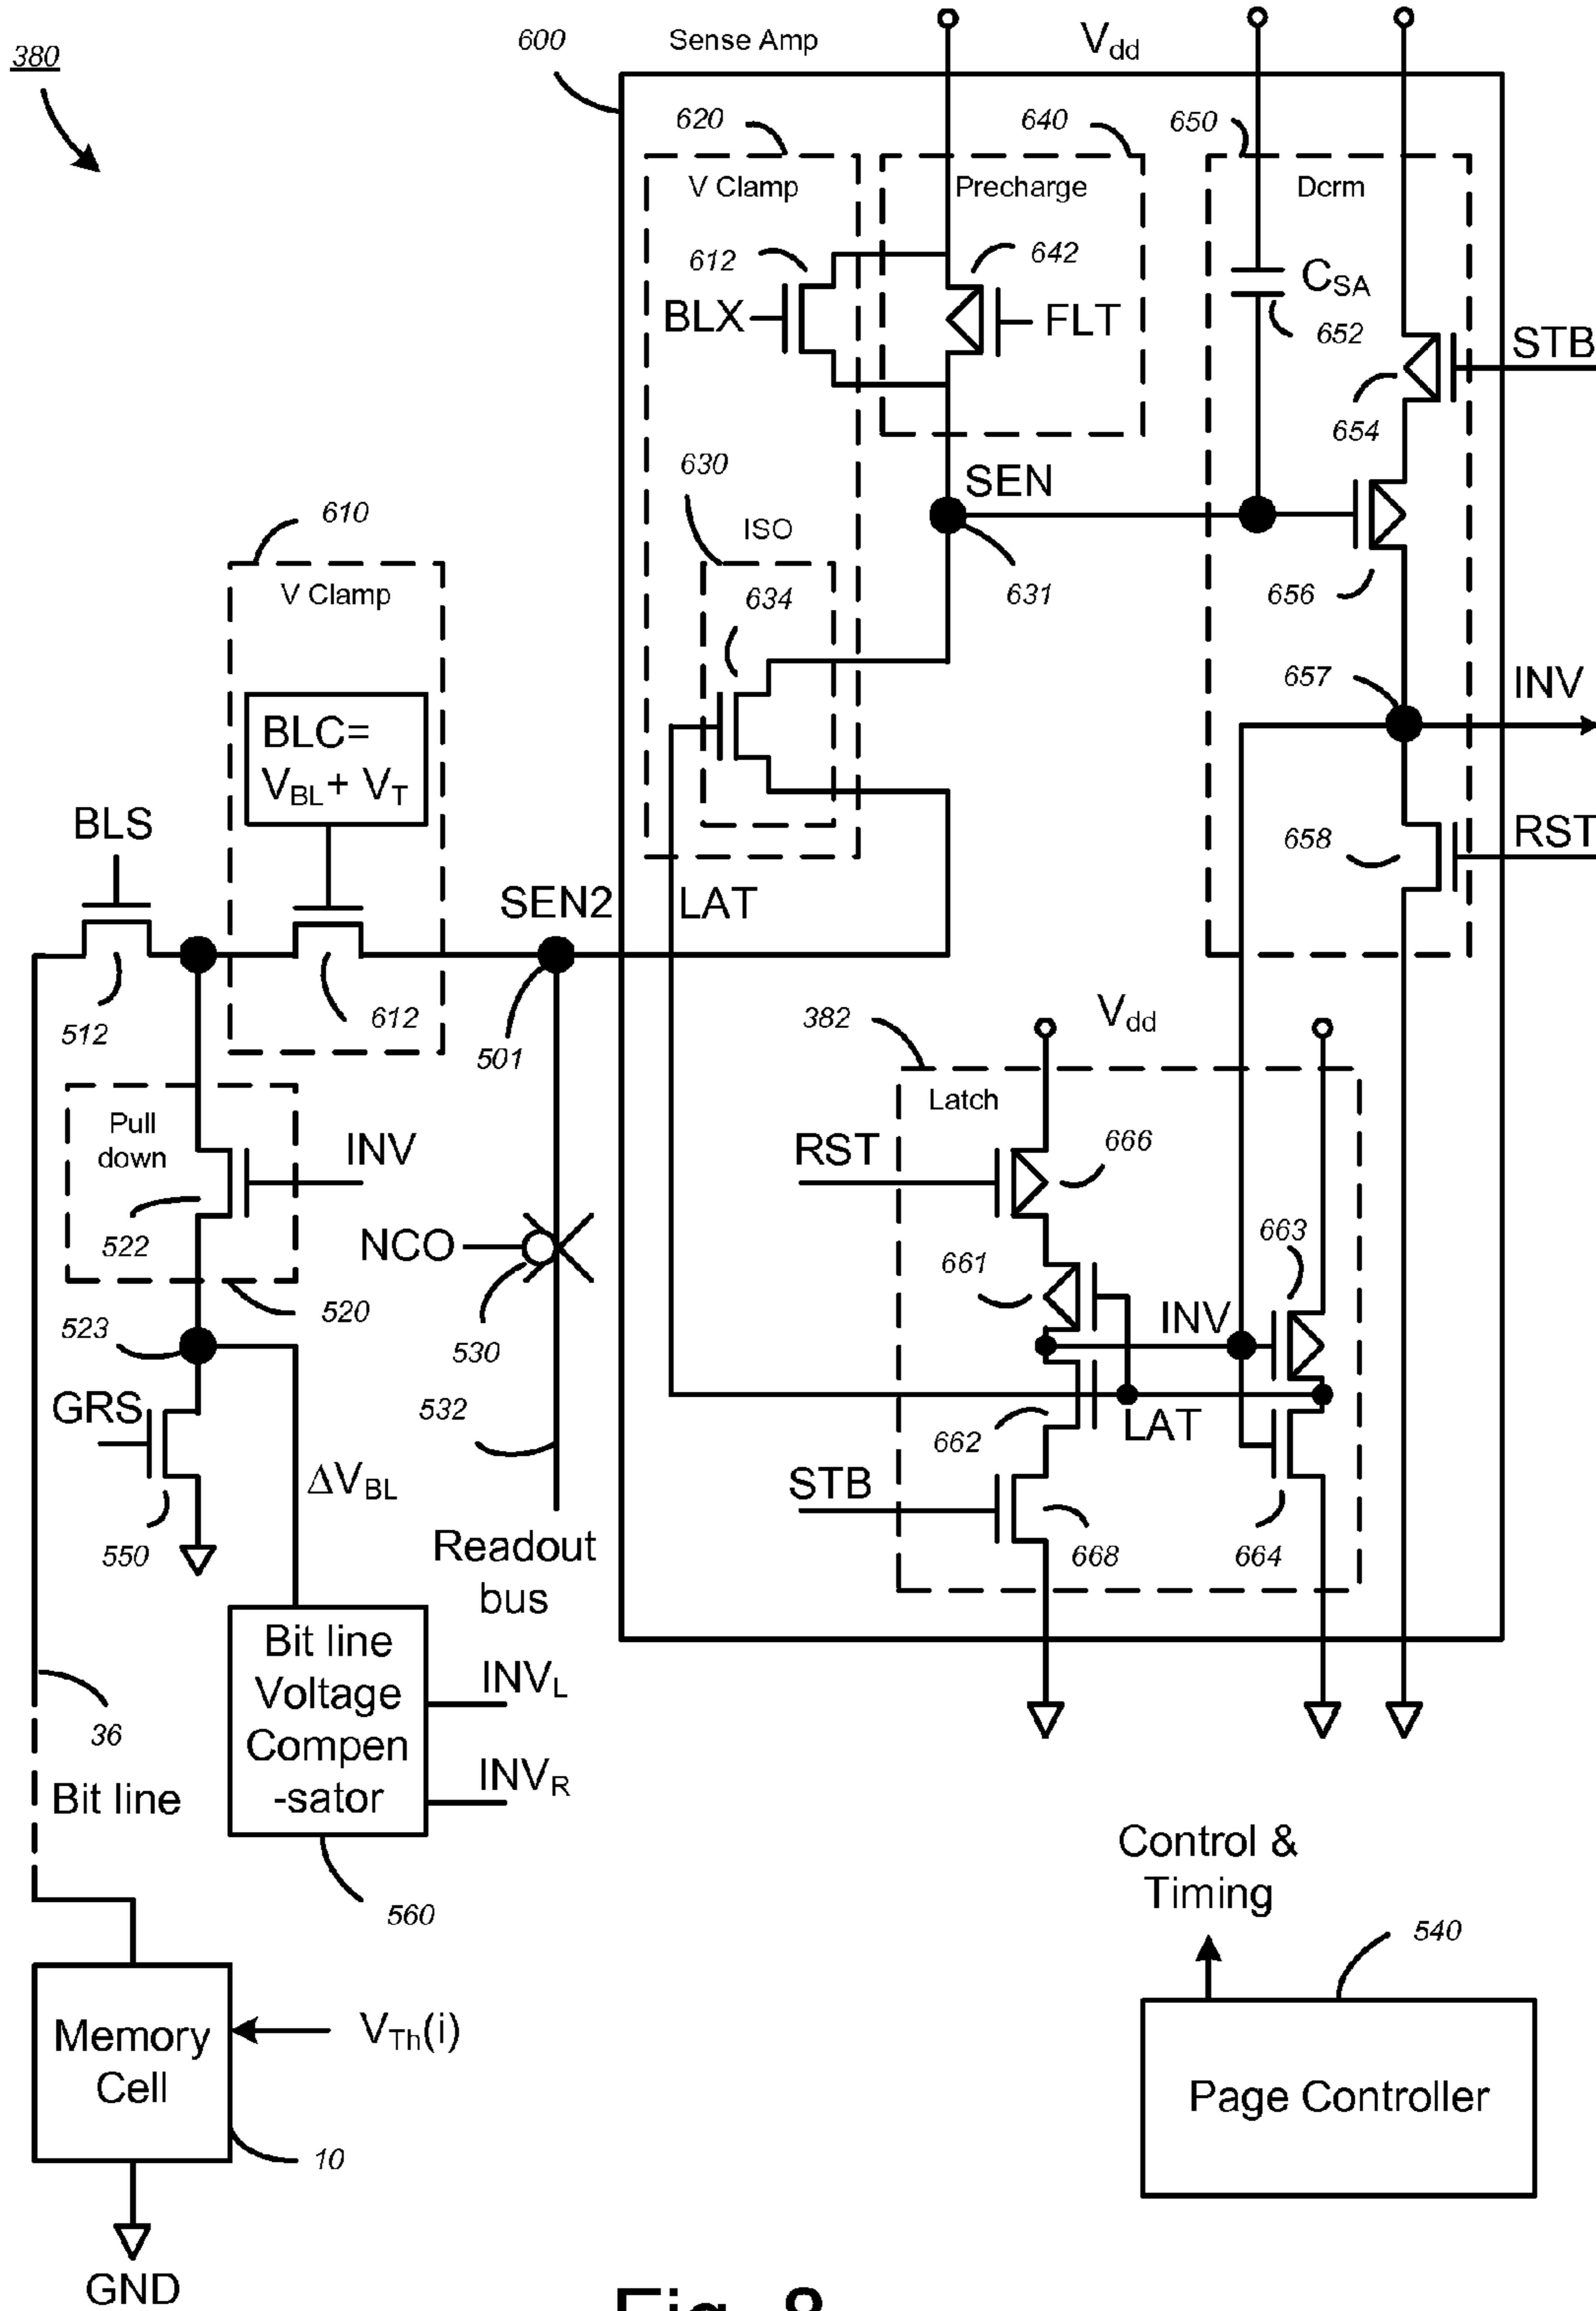 380
600
Sense Amp
Vdd
620
640
650
V Clamp
Precharge
Dcrm
612
642
CSA
652
BLX
FLT
STB
654
630
SEN
610
ISO
V Clamp
634
631
656
657
INV
BLC=
VBL+ VT
BLS
658
RST
SEN2
LAT
512
612
501
382
Vdd
Latch
Pull
down
INV
RST
666
522
NCO
663
661
INV
523
520
530
GRS
532
662
LAT
ΔVBL
STB
550
668
664
Readout
bus
Bit line
Voltage
Compen
-sator
INVL
INVR
36
Bit line
560
Control &
Timing
540
Memory
Cell
VTh(i)
Page Controller
10
GND
Fig. 8